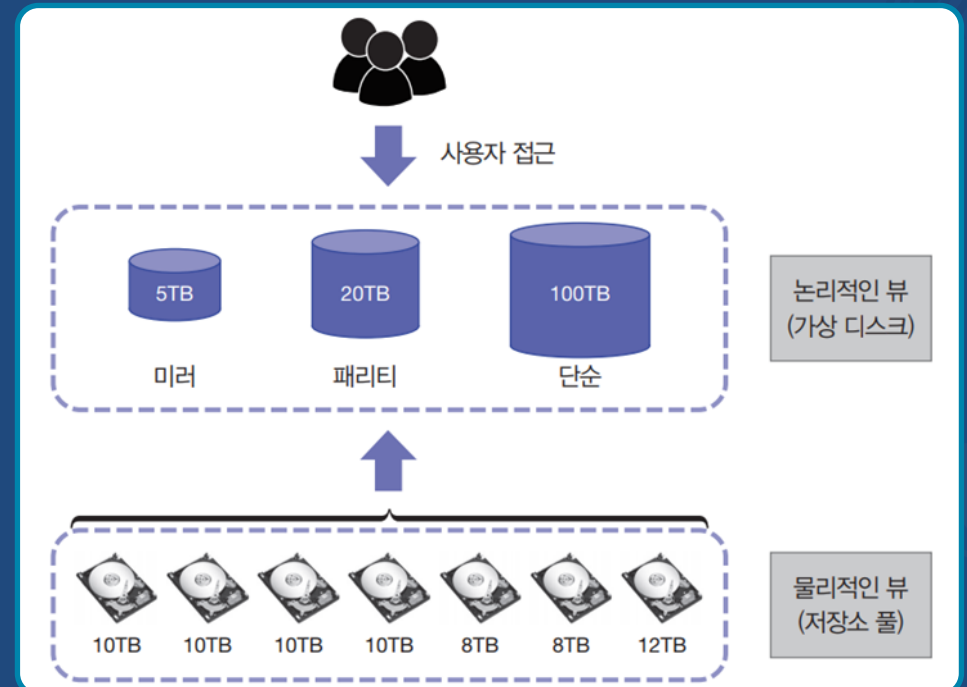 사용자 접근
5TB
20TB
100TB
미러
패리티
단순
논리적인 뷰
(가상 디스크)
10TB
10TB
10TB
10TB
8TB
8TB
12TB
물리적인 뷰
(저장소 풀)